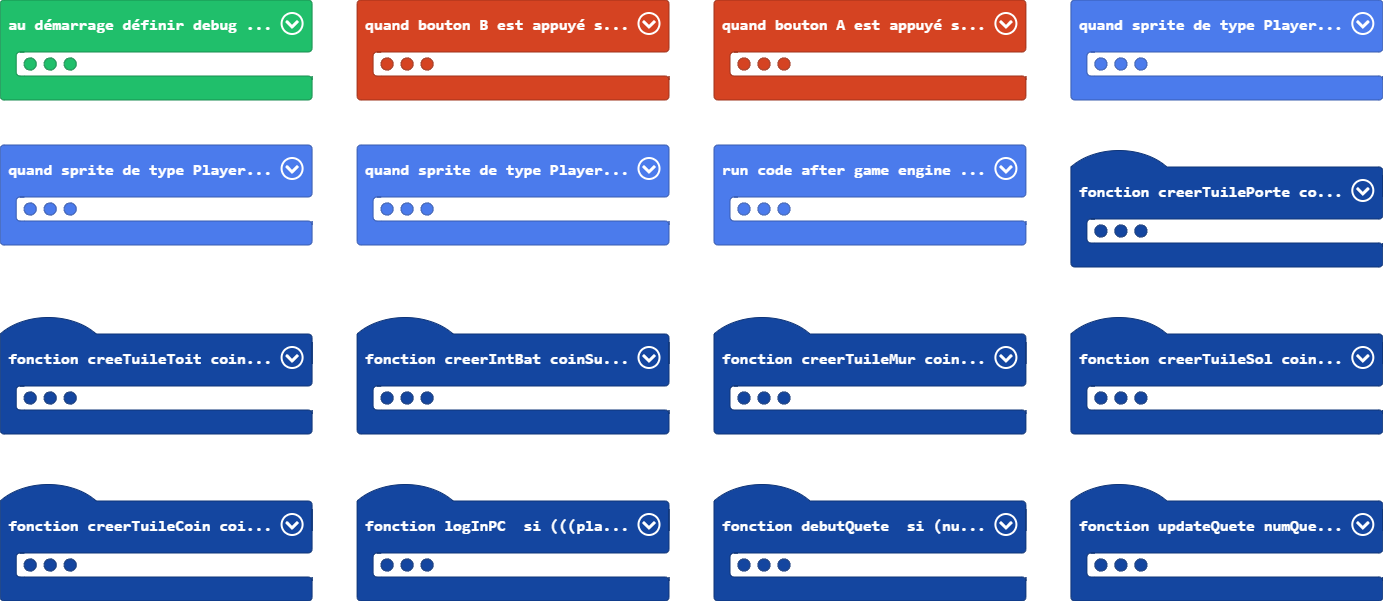 au démarrage définir debug ...
quand bouton B est appuyé s...
quand bouton A est appuyé s...
quand sprite de type Player...
quand sprite de type Player...
quand sprite de type Player...
run code after game engine ...
fonction creerTuilePorte co...
fonction creeTuileToit coin...
fonction creerIntBat coinSu...
fonction creerTuileMur coin...
fonction creerTuileSol coin...
fonction creerTuileCoin coi...
fonction logInPC  si (((pla...
fonction debutQuete  si (nu...
fonction updateQuete numQue...